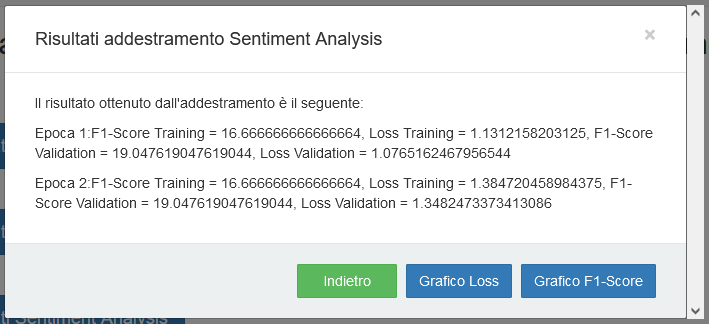 Risultati addestramento Sentiment Analysis
×
Il risultato ottenuto dall'addestramento è il seguente:
Epoca 1:F1-Score Training = 16.666666666666664, Loss Training = 1.1312158203125, F1-Score
Validation = 19.047619047619044, Loss Validation = 1.0765162467956544
Epoca 2:F1-Score Training = 16.666666666666664, Loss Training = 1.384720458984375, F1-
Score Validation = 19.047619047619044, Loss Validation = 1.3482473373413086
Indietro
Grafico Loss
Grafico F1-Score
ti Sentiment Analysis